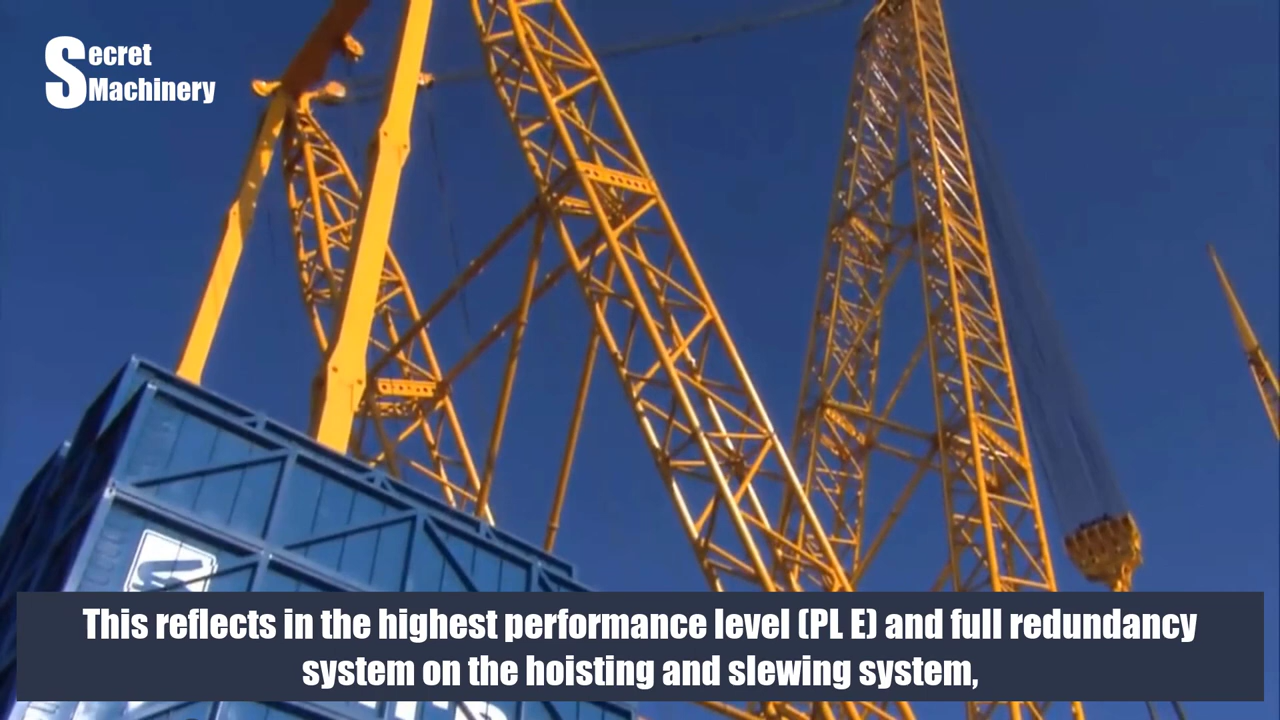 Secret
Machinery
This reflects in the highest performance level (PL E) and full redundancy
system on the hoisting and slewing system,